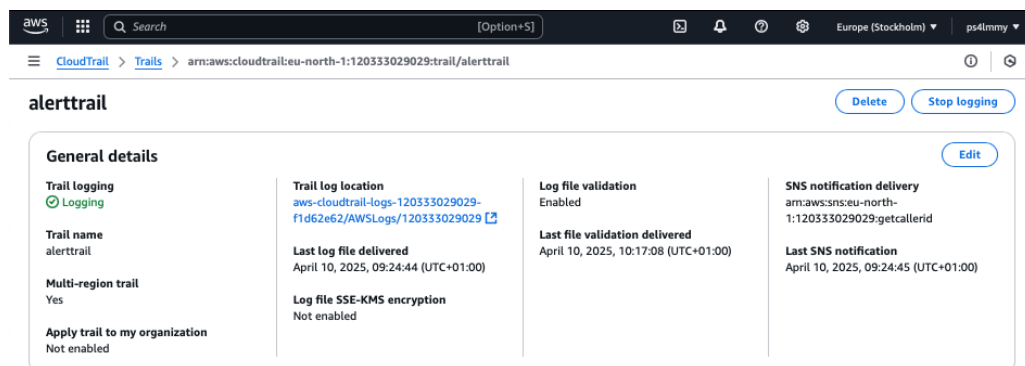 aws
Search
[Option+S]
Europe (Stockholm)
ps4lmmy
CloudTrail > Trails > arn:aws:cloudtrail:eu-north-1:120333029029:trail/alerttrail
alerttrail
Delete
Stop logging
General details
Edit
Trail logging
Logging
Trail name
alerttrail
Multi-region trail
Yes
Apply trail to my organization
Not enabled
Trail log location
aws-cloudtrail-logs-120333029029-
f1d62e62/AWSLogs/120333029029
Last log file delivered
April 10, 2025, 09:24:44 (UTC+01:00)
Log file SSE-KMS encryption
Not enabled
Log file validation
Enabled
Last file validation delivered
April 10, 2025, 10:17:08 (UTC+01:00)
SNS notification delivery
arn:aws:sns:eu-north-
1:120333029029:getcallerid
Last SNS notification
April 10, 2025, 09:24:45 (UTC+01:00)